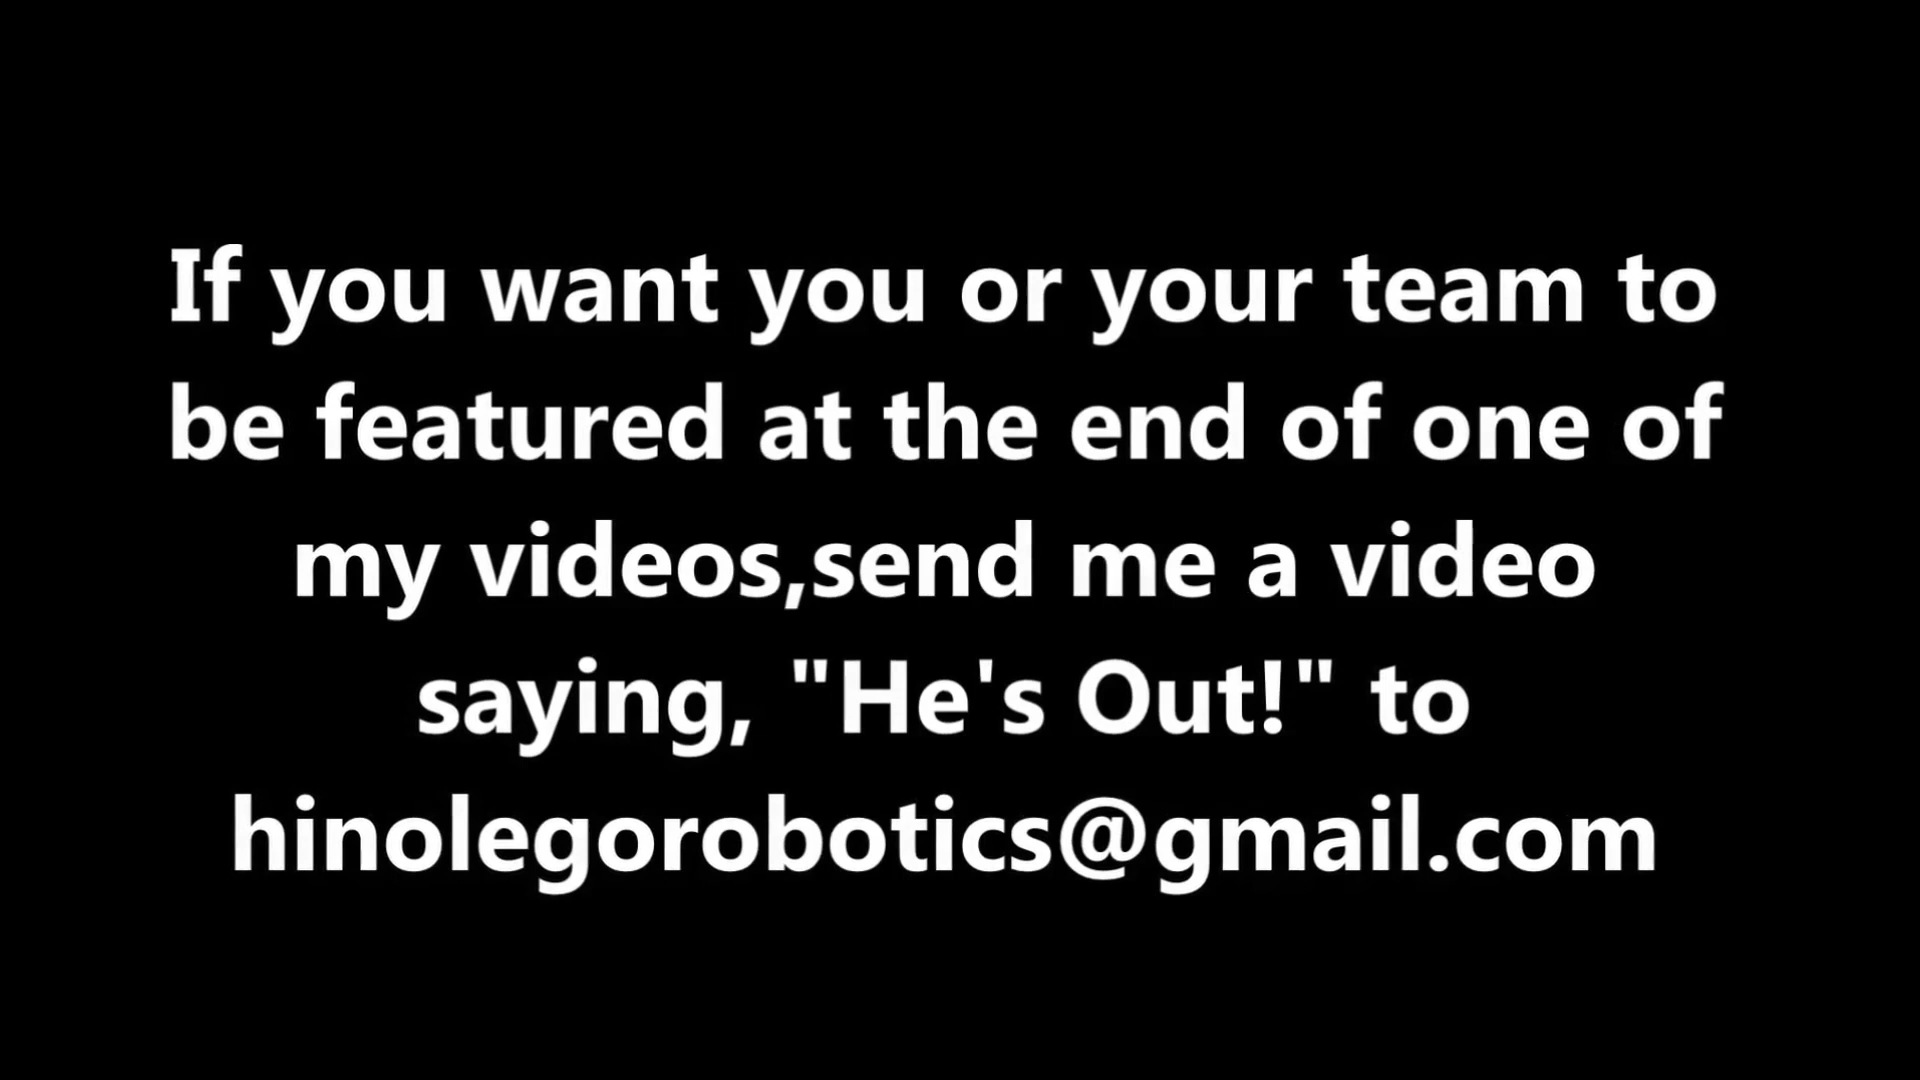 If you want you or your team to
be featured at the end of one of
my videos,send me a video
saying, "He's Out!" to
hinolegorobotics@gmail.com